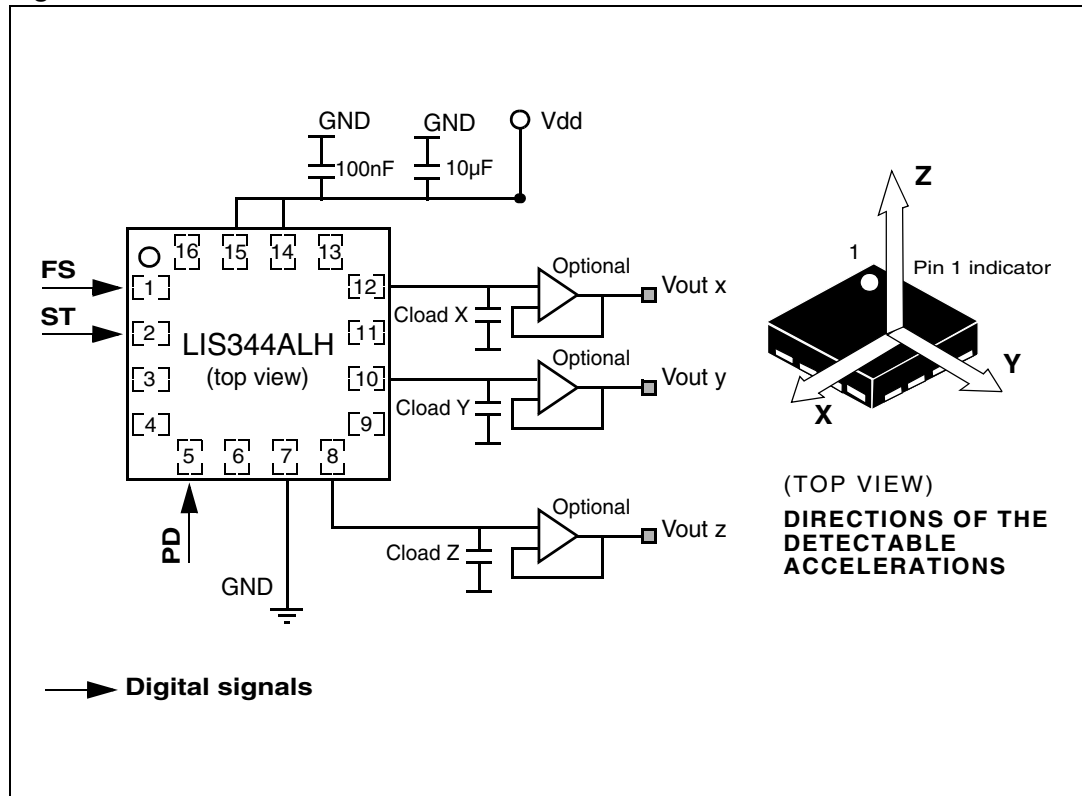 GND
GND
Vdd
100nF
10µF
16
15
14
13
FS
1
12
Optional
Vout x
Cload X
ST
2
11
LIS344ALH
(top view)
3
10
Optional
Vout y
Cload Y
4
9
5
6
7
8
PD
Optional
Vout z
Cload Z
GND
Digital signals
Z
1
Pin 1 indicator
Y
X
(TOP VIEW)
DIRECTIONS OF THE
DETECTABLE
ACCELERATIONS